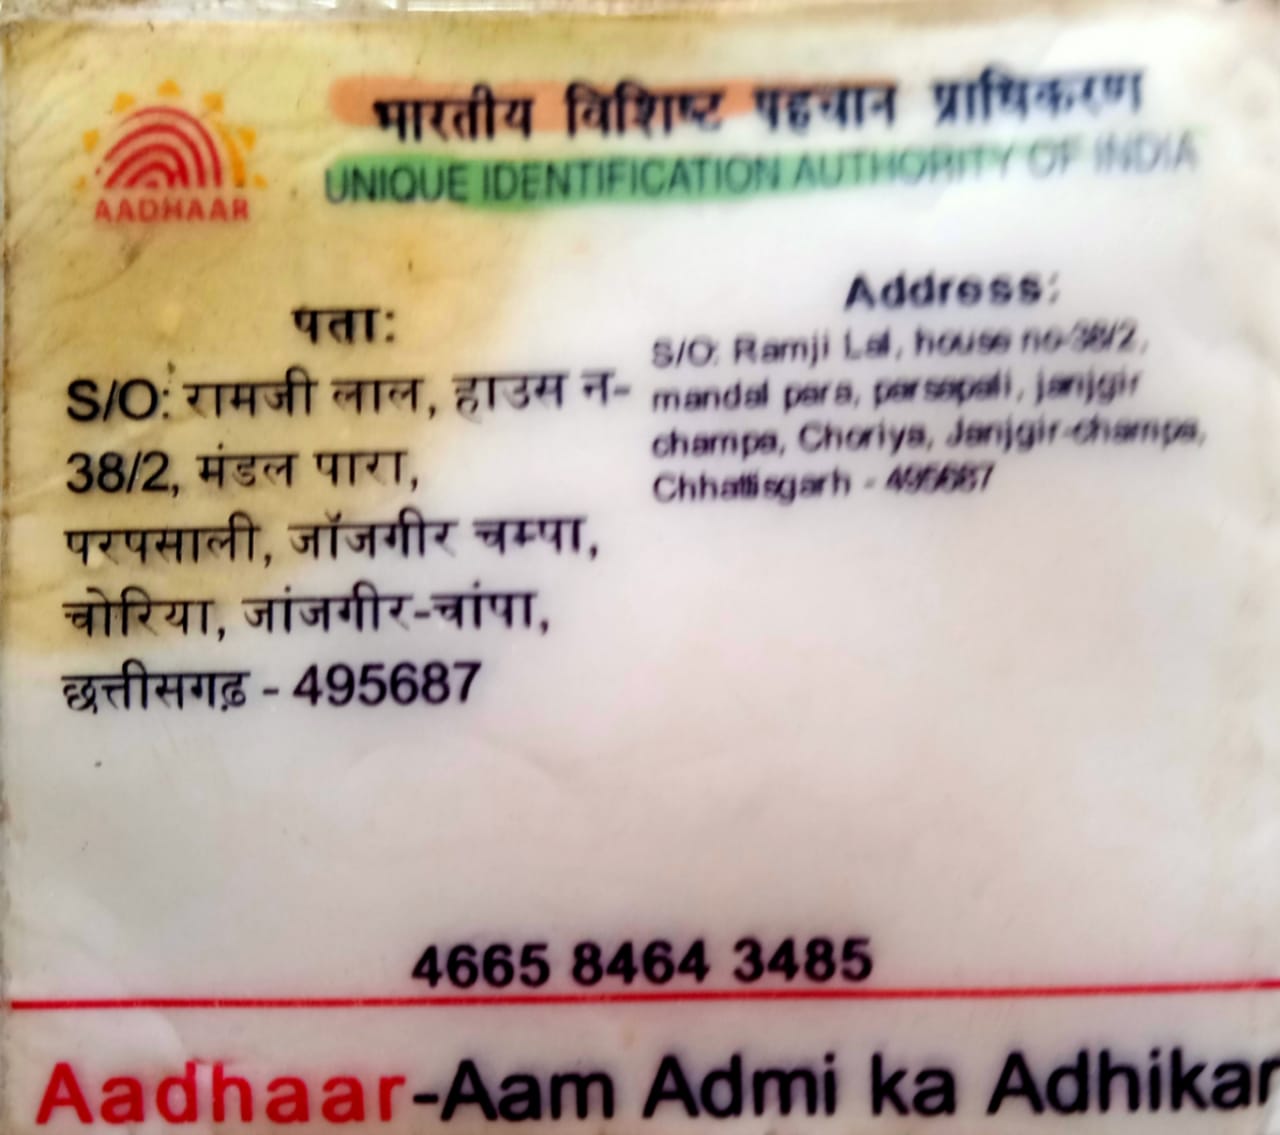 भारतीय विशिष्ट पहचान प्राधिकरण
UNIQUE IDENTIFICATION AUTHORITY OF INDIA
AADHAAR
पता:
S/O: रामजी लाल, हाउस न-
38/2, मंडल पारा,
परपसाली, जॉजगीर चम्पा,
चोरिया, जांजगीर-चांपा,
छत्तीसगढ़ - 495687
Address:
S/O: Ramji Lal, house no-38/2,
mandal para, parsapali, janjgir
champa, Choriya, Janjgir-champa,
Chhattisgarh - 495687
4665 8464 3485
Aadhaar-Aam Admi ka Adhikar